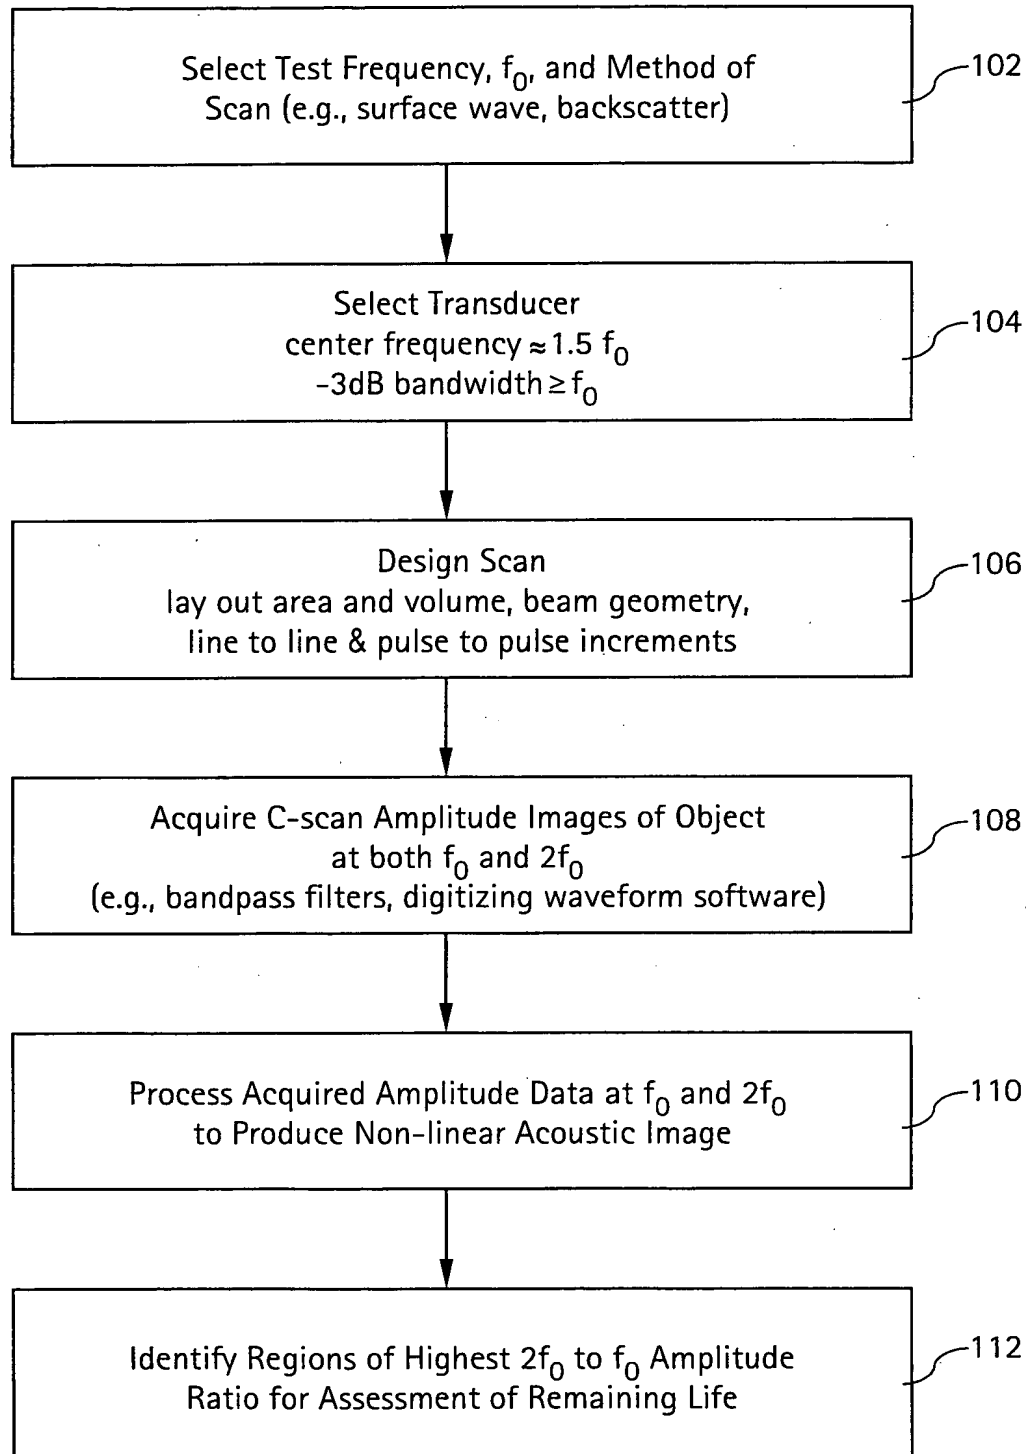 Select Test Frequency, f0, and Method of
Scan (e.g., surface wave, backscatter)
102
Select Transducer
center frequency ≈ 1.5 f0
-3dB bandwidth ≥ f0
104
Design Scan
lay out area and volume, beam geometry,
line to line & pulse to pulse increments
106
Acquire C-scan Amplitude Images of Object
at both f0 and 2f0
(e.g., bandpass filters, digitizing waveform software)
108
Process Acquired Amplitude Data at f0 and 2f0
to Produce Non-linear Acoustic Image
110
Identify Regions of Highest 2f0 to f0 Amplitude
Ratio for Assessment of Remaining Life
112